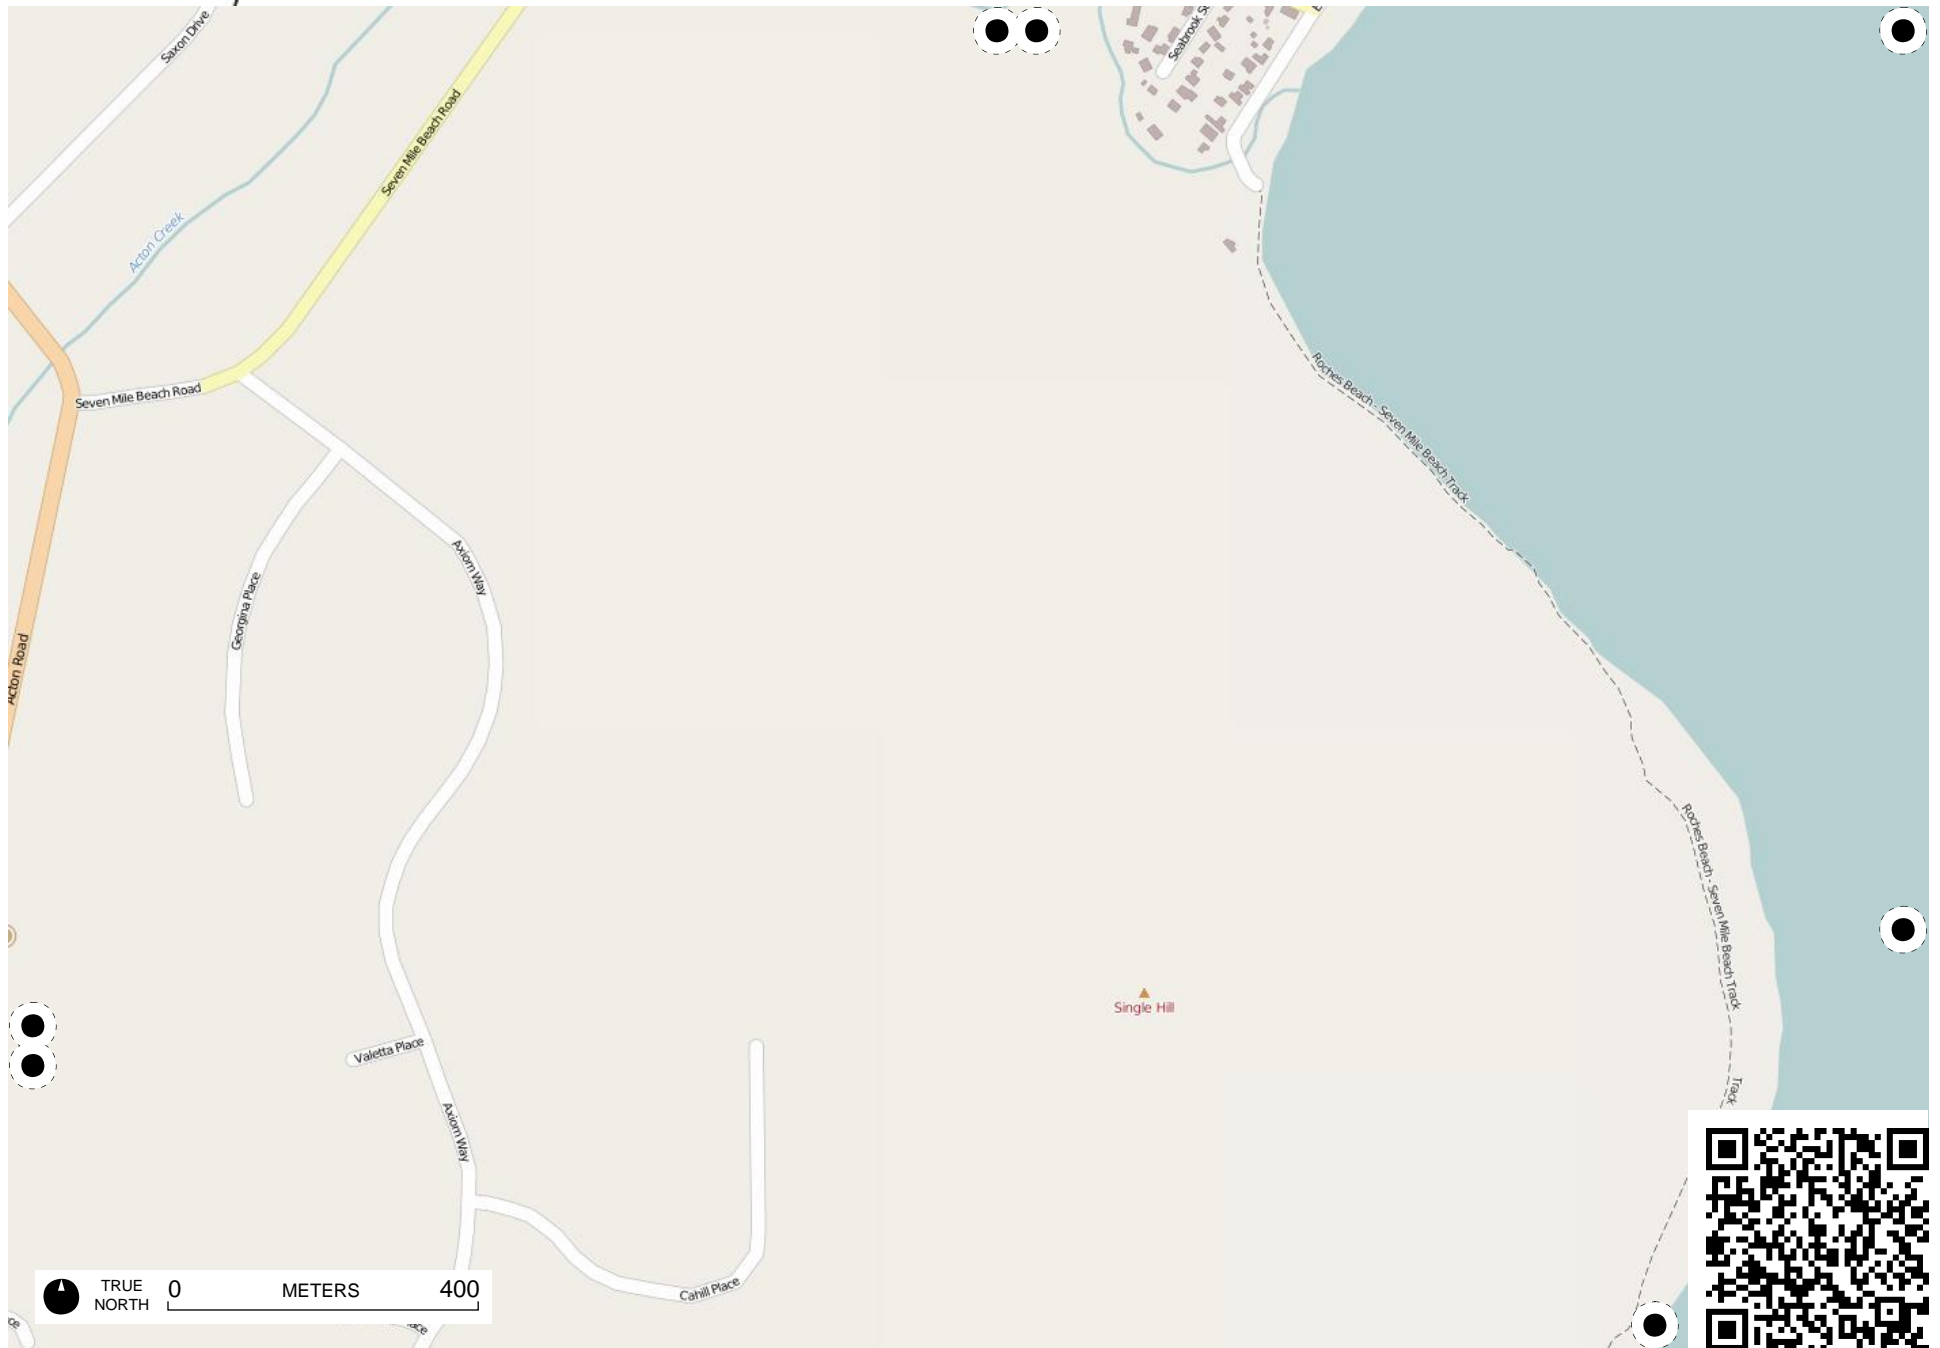 Saxon Drive
Seabrook
Seven Mile Beach Road
Acton Creek
Seven Mile Beach Road
Roches Beach - Seven Mile Beach Track
Axiom Way
Georgina Place
Acton Road
Roches Beach - Seven Mile Beach Track
Single Hill
Valetta Place
Track
Axiom Way
Cahill Place
TRUE
NORTH
0 METERS 400